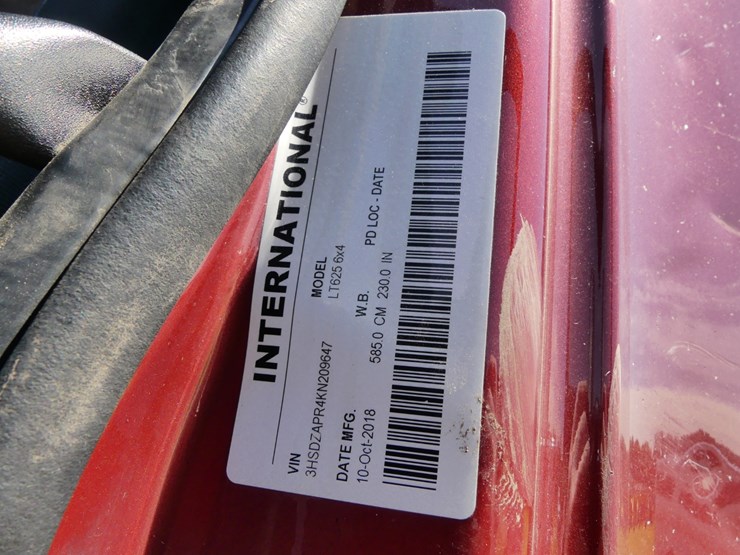 INTERNATIONAL®
VIN MODEL
3HSDZAPR4KN209647 LT625 6x4
DATE MFG. W.B. PD LOC - DATE
10-Oct-2018 585.0 CM 230.0 IN